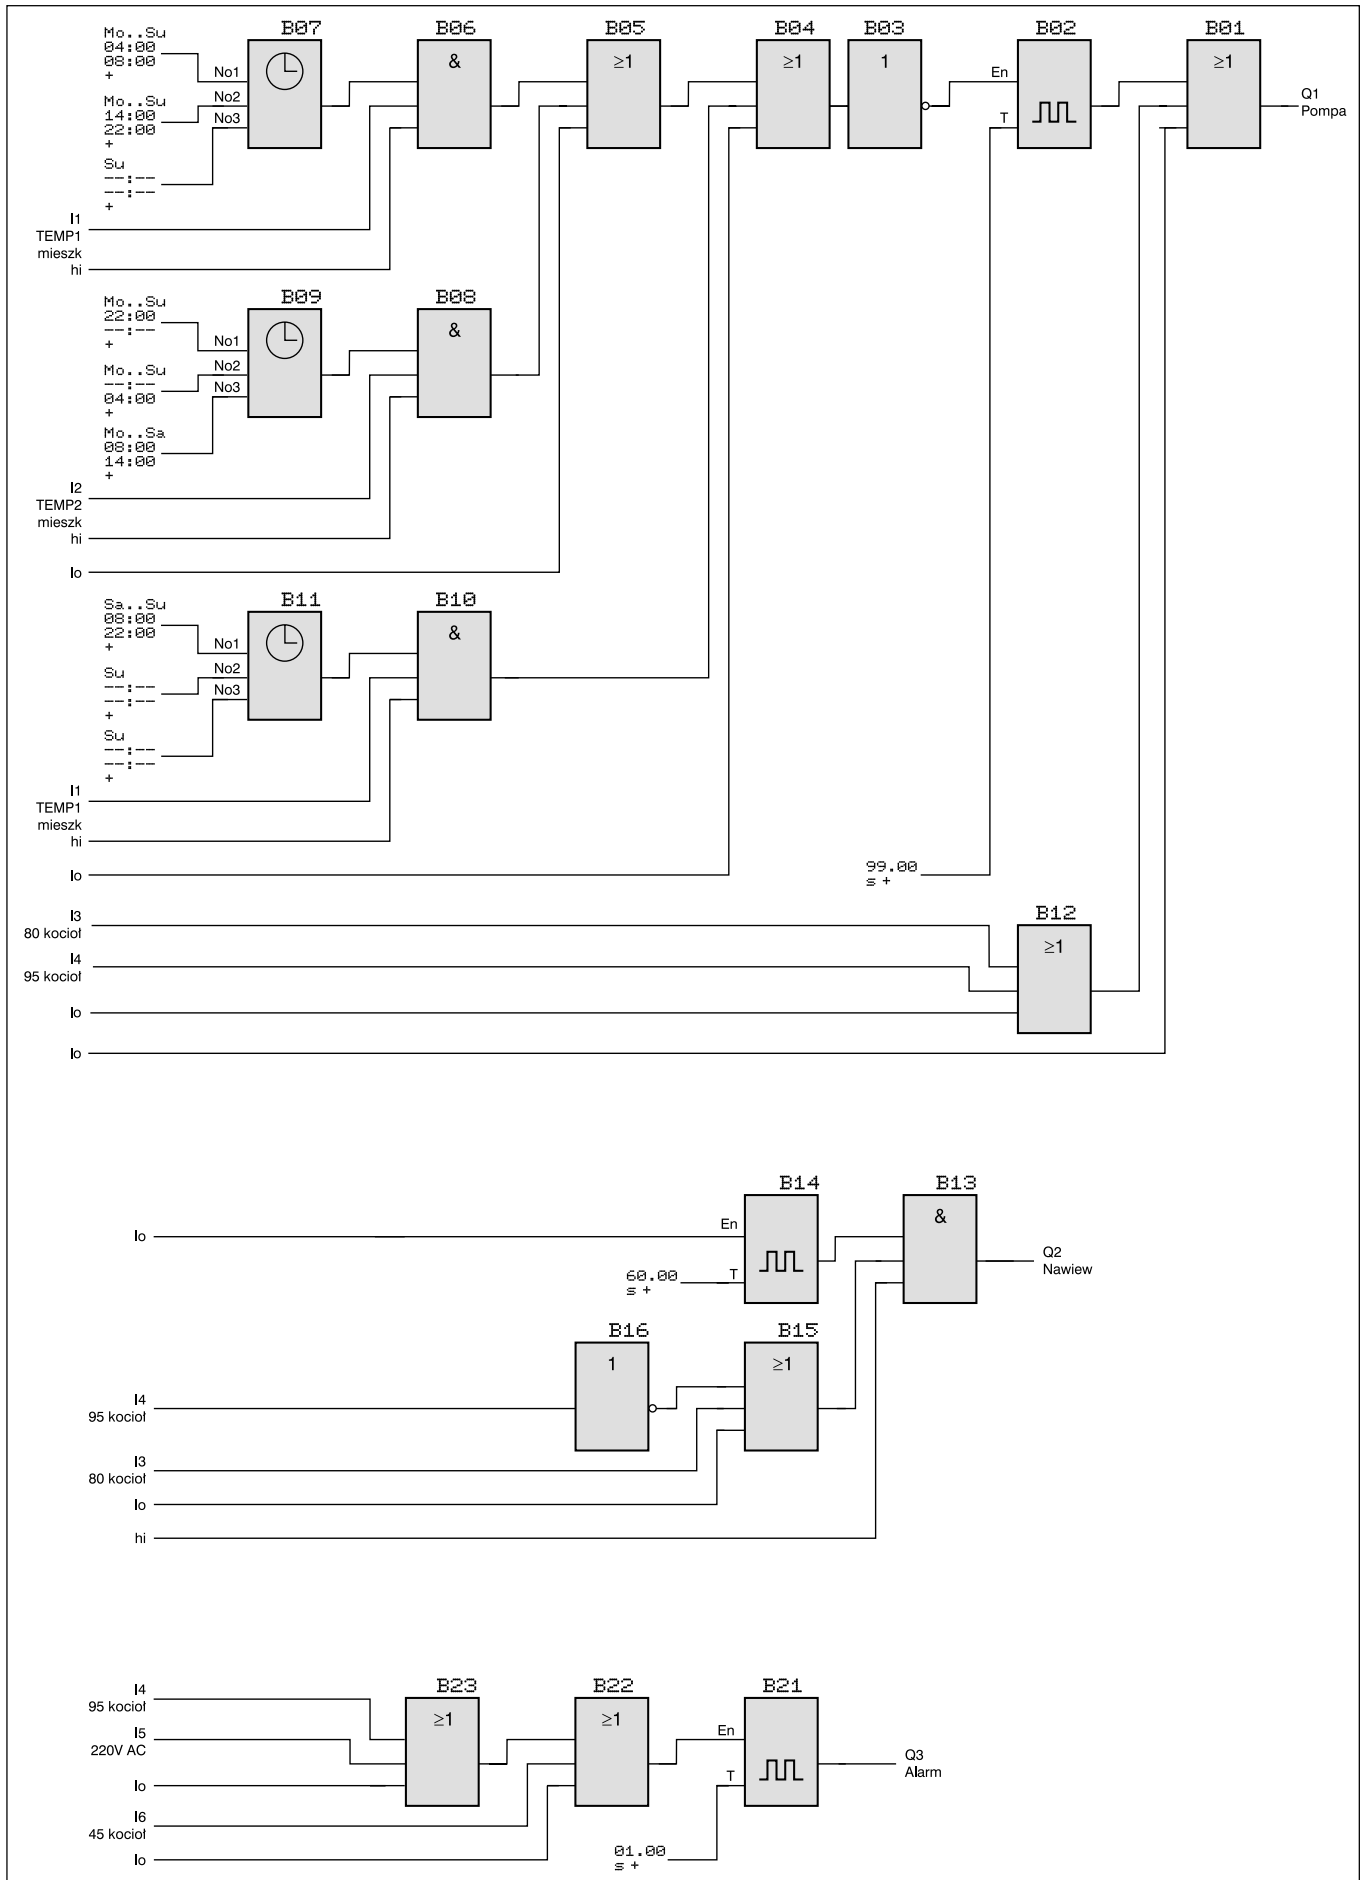 B07
B06
B05
B04
B03
B02
B01
Mo..Su
04:00
08:00
+
No1
&
≥1
≥1
1
En
≥1
Q1
Pompa
Mo..Su
14:00
22:00
+
No2
No3
T
Su
--:--
--:--
+
I1
TEMP1
mieszk
hi
B09
B08
Mo..Su
22:00
--:--
+
No1
&
Mo..Su
--:--
04:00
+
No2
No3
Mo..Sa
08:00
14:00
+
I2
TEMP2
mieszk
hi
lo
B11
B10
Sa..Su
08:00
22:00
+
No1
&
Su
--:--
--:--
+
No2
No3
Su
--:--
--:--
+
I1
TEMP1
mieszk
hi
lo
99.00
s +
I3
80 kocioł
B12
≥1
I4
95 kocioł
lo
lo
B14
B13
lo
En
&
Q2
Nawiew
60.00
s +
T
B16
B15
1
≥1
I4
95 kocioł
I3
80 kocioł
lo
hi
B23
B22
B21
I4
95 kocioł
≥1
≥1
En
I5
220V AC
Q3
Alarm
lo
T
I6
45 kocioł
lo
01.00
s +